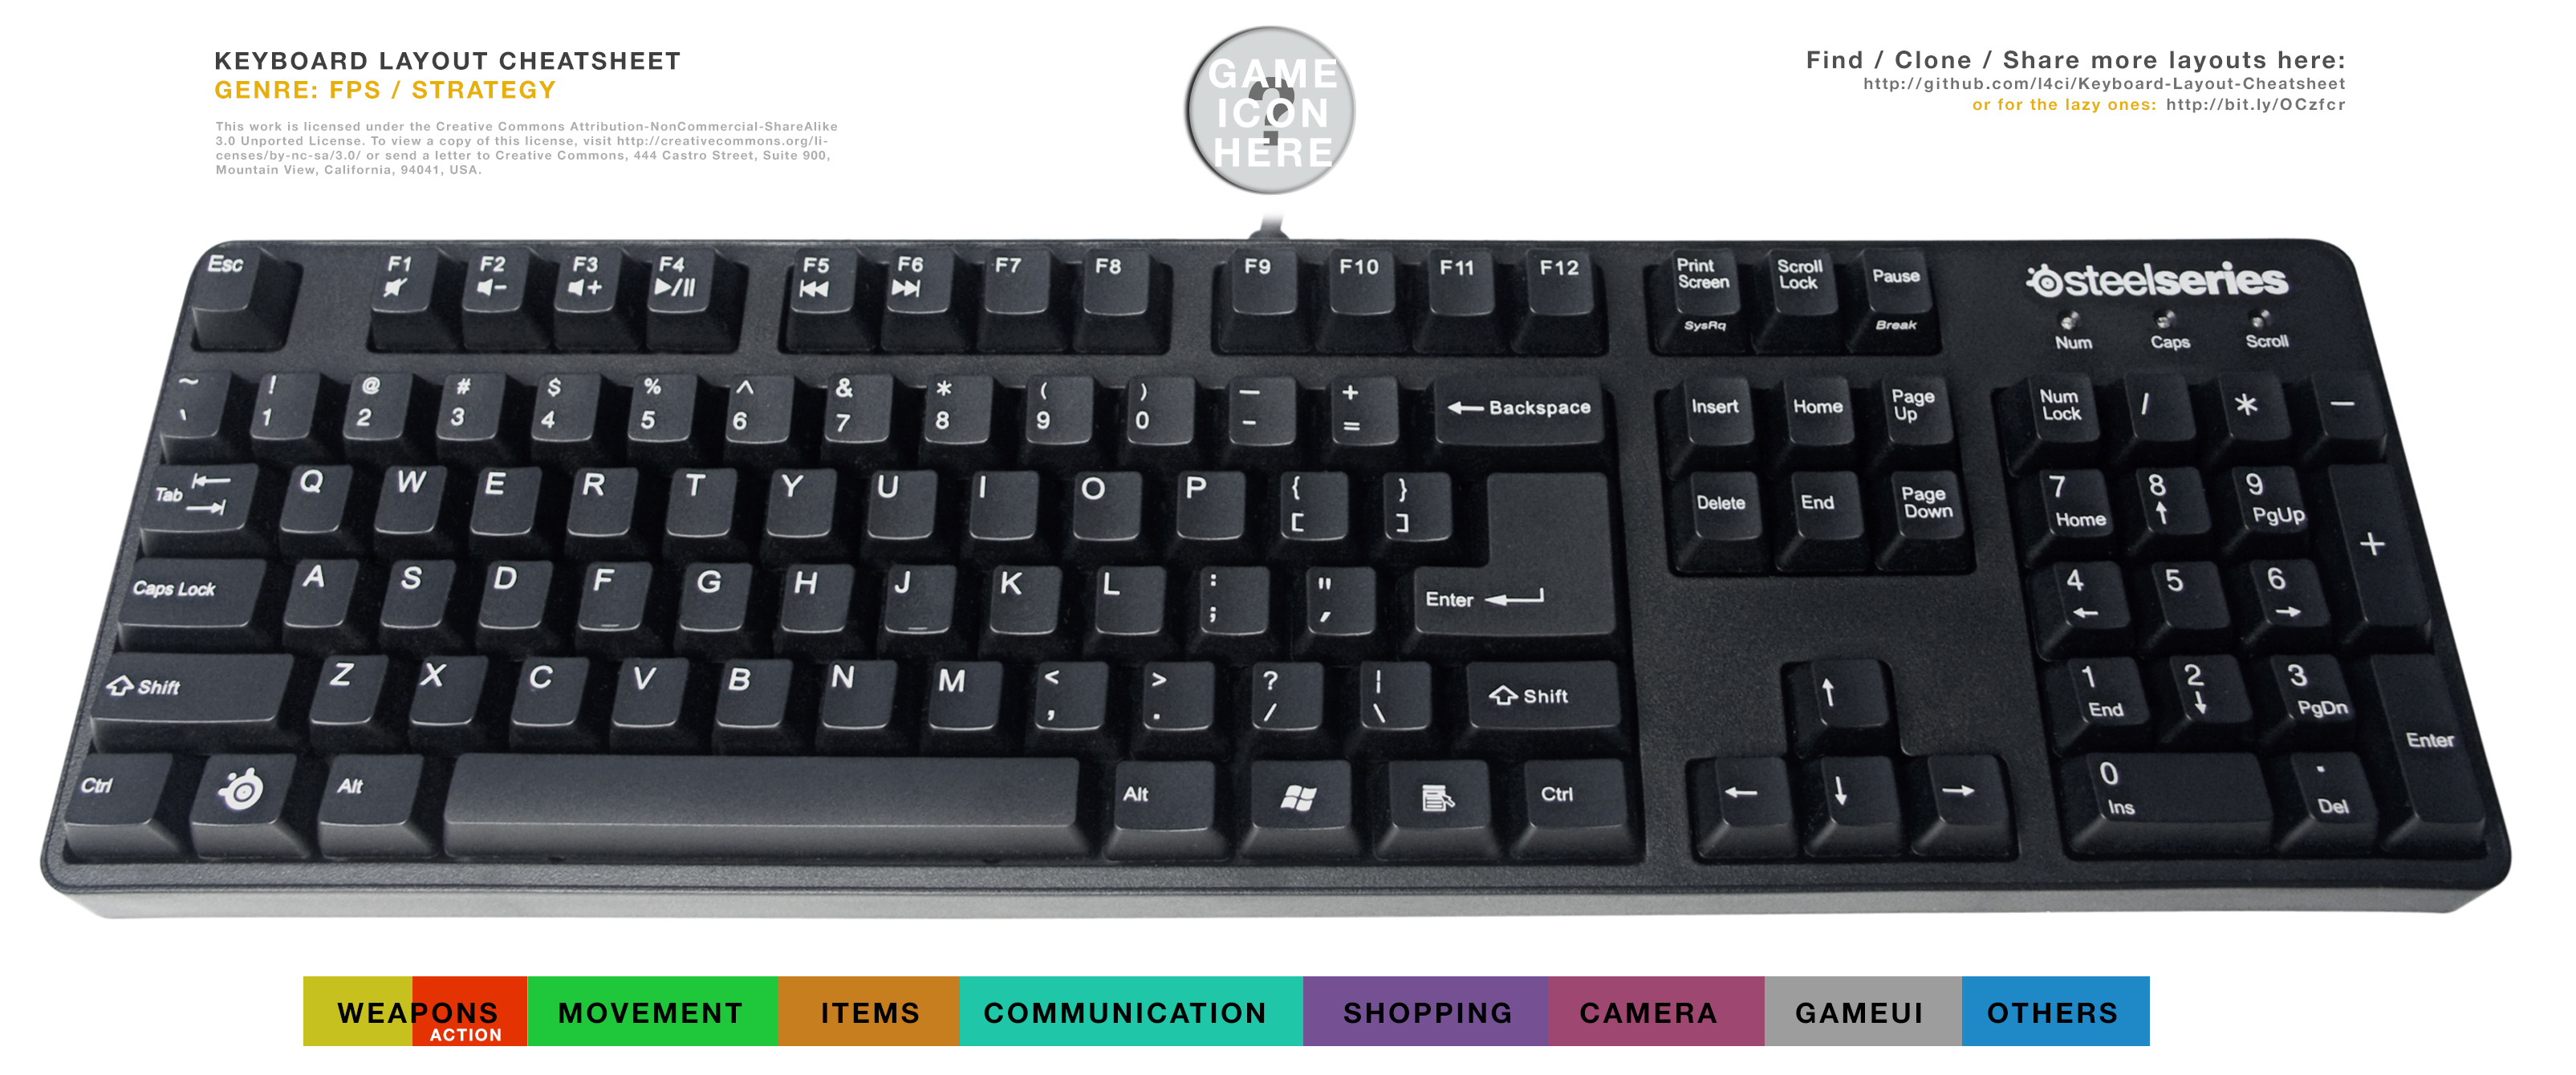 KEYBOARD LAYOUT CHEATSHEET
GENRE: FPS / STRATEGY
This work is licensed under the Creative Commons Attribution-NonCommercial-ShareAlike
3.0 Unported License. To view a copy of this license, visit http://creativecommons.org/li-
censes/by-nc-sa/3.0/ or send a letter to Creative Commons, 444 Castro Street, Suite 900,
Mountain View, California, 94041, USA.
GAME
ICON
HERE
?
Find / Clone / Share more layouts here:
http://github.com/l4ci/Keyboard-Layout-Cheatsheet
or for the lazy ones: http://bit.ly/OCzfcr
Esc F1 F2 F3 F4 F5 F6 F7 F8 F9 F10 F11 F12 Print Screen SysRq Scroll Lock Pause Break
steelseries
Num Caps Scroll
~ ` ! 1 @ 2 # 3 $ 4 % 5 ^ 6 & 7 * 8 ( 9 ) 0 — - + = Backspace Insert Home Page Up Num Lock / * −
Tab Q W E R T Y U I O P { [ } ] Delete End Page Down 7 Home 8 ↑ 9 PgUp +
Caps Lock A S D F G H J K L : ; " ' Enter 4 ← 5 6 →
Shift Z X C V B N M < , > . ? / | \ Shift ↑ 1 End 2 ↓ 3 PgDn Enter
Ctrl Alt Alt Ctrl ← ↓ → 0 Ins . Del
WEAPONS ACTION MOVEMENT ITEMS COMMUNICATION SHOPPING CAMERA GAMEUI OTHERS